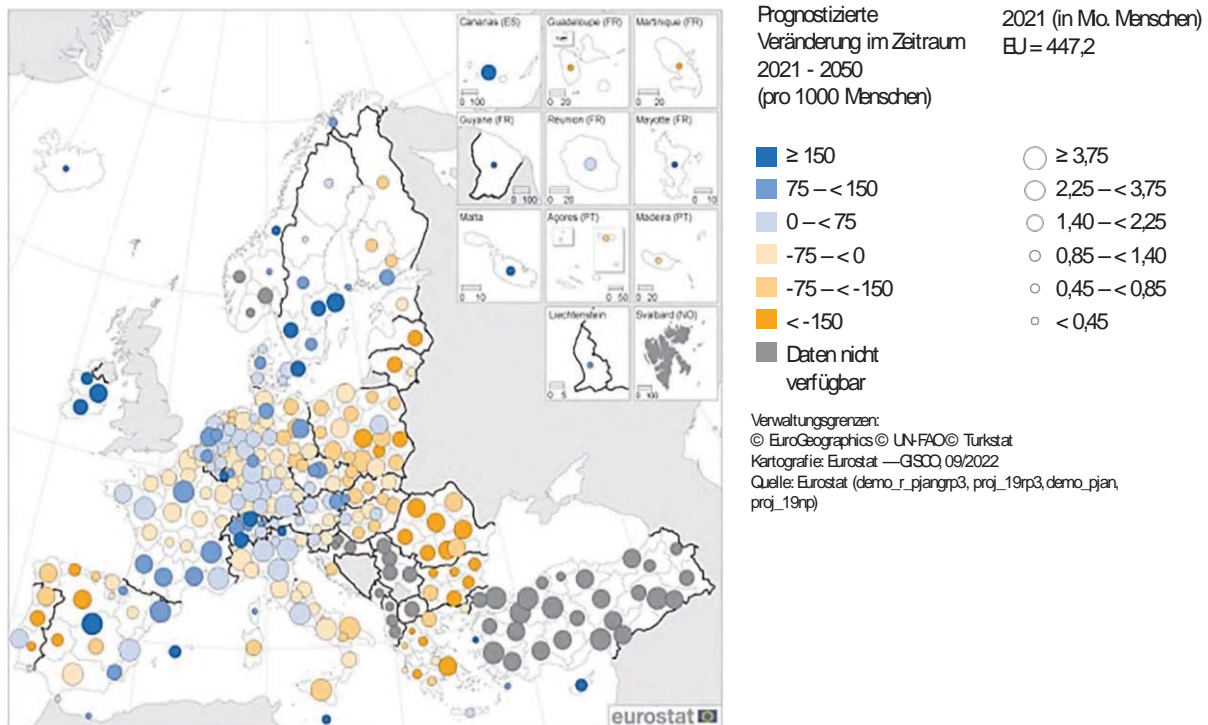 Canarias (ES)
Guadeloupe (FR)
Martinique (FR)
0 100
0 20
0 20
Guyane (FR)
Réunion (FR)
Mayotte (FR)
0 100
0 20
0 10
Malta
Açores (PT)
Madeira (PT)
0 10
0 50
0 20
Liechtenstein
Svalbard (NO)
0 5
0 100
eurostat
Prognostizierte
Veränderung im Zeitraum
2021 - 2050
(pro 1000 Menschen)
2021 (in Mio. Menschen)
EU = 447,2
≥ 150
75 – < 150
0 – < 75
-75 – < 0
-75 – < -150
< -150
Daten nicht
verfügbar
≥ 3,75
2,25 – < 3,75
1,40 – < 2,25
0,85 – < 1,40
0,45 – < 0,85
< 0,45
Verwaltungsgrenzen:
© EuroGeographics © UN-FAO © Turkstat
Kartografie: Eurostat — GISCO, 09/2022
Quelle: Eurostat (demo_r_pjangrp3, proj_19rp3, demo_pjan,
proj_19np)